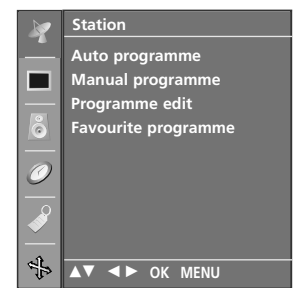 Station
Auto programme
Manual programme
Programme edit
Favourite programme
▲▼ ◄► OK MENU